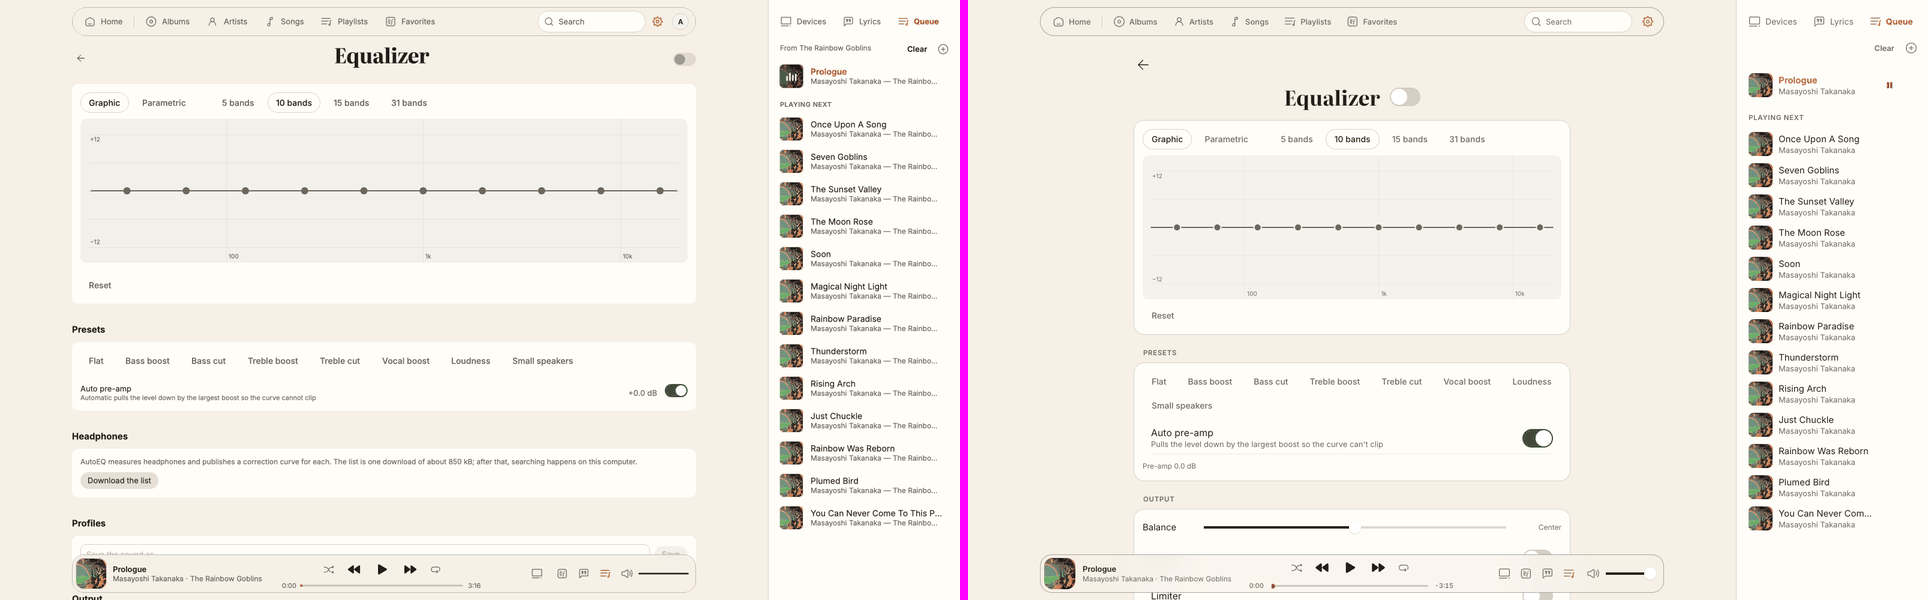 Home
Albums
Artists
Songs
Playlists
Favorites
Search
A
Equalizer
Graphic
Parametric
5 bands
10 bands
15 bands
31 bands
+12
−12
100
1k
10k
Reset
Presets
Flat
Bass boost
Bass cut
Treble boost
Treble cut
Vocal boost
Loudness
Small speakers
Auto pre-amp
Automatic pulls the level down by the largest boost so the curve cannot clip
+0.0 dB
Headphones
AutoEQ measures headphones and publishes a correction curve for each. The list is one download of about 850 kB; after that, searching happens on this computer.
Download the list
Profiles
Save the sound as
Save
Prologue
Masayoshi Takanaka · The Rainbow Goblins
0:00
3:16
Output
Devices
Lyrics
Queue
From The Rainbow Goblins
Clear
Prologue
Masayoshi Takanaka — The Rainbo...
PLAYING NEXT
Once Upon A Song
Masayoshi Takanaka — The Rainbo...
Seven Goblins
Masayoshi Takanaka — The Rainbo...
The Sunset Valley
Masayoshi Takanaka — The Rainbo...
The Moon Rose
Masayoshi Takanaka — The Rainbo...
Soon
Masayoshi Takanaka — The Rainbo...
Magical Night Light
Masayoshi Takanaka — The Rainbo...
Rainbow Paradise
Masayoshi Takanaka — The Rainbo...
Thunderstorm
Masayoshi Takanaka — The Rainbo...
Rising Arch
Masayoshi Takanaka — The Rainbo...
Just Chuckle
Masayoshi Takanaka — The Rainbo...
Rainbow Was Reborn
Masayoshi Takanaka — The Rainbo...
Plumed Bird
Masayoshi Takanaka — The Rainbo...
You Can Never Come To This P...
Masayoshi Takanaka — The Rainbo...
Home
Albums
Artists
Songs
Playlists
Favorites
Search
Equalizer
Graphic
Parametric
5 bands
10 bands
15 bands
31 bands
+12
−12
100
1k
10k
Reset
PRESETS
Flat
Bass boost
Bass cut
Treble boost
Treble cut
Vocal boost
Loudness
Small speakers
Auto pre-amp
Pulls the level down by the largest boost so the curve can't clip
Pre-amp 0.0 dB
OUTPUT
Balance
Center
Prologue
Masayoshi Takanaka · The Rainbow Goblins
0:00
-3:15
Limiter
Devices
Lyrics
Queue
Clear
Prologue
Masayoshi Takanaka
PLAYING NEXT
Once Upon A Song
Masayoshi Takanaka
Seven Goblins
Masayoshi Takanaka
The Sunset Valley
Masayoshi Takanaka
The Moon Rose
Masayoshi Takanaka
Soon
Masayoshi Takanaka
Magical Night Light
Masayoshi Takanaka
Rainbow Paradise
Masayoshi Takanaka
Thunderstorm
Masayoshi Takanaka
Rising Arch
Masayoshi Takanaka
Just Chuckle
Masayoshi Takanaka
Rainbow Was Reborn
Masayoshi Takanaka
Plumed Bird
Masayoshi Takanaka
You Can Never Com...
Masayoshi Takanaka